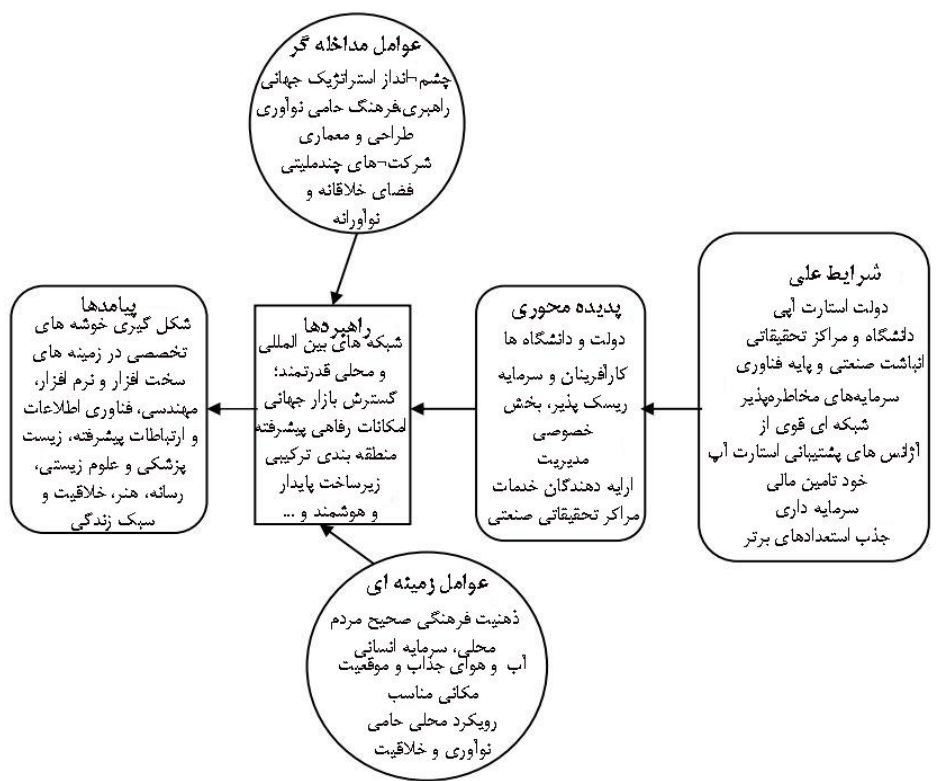 عوامل مداخله گر
چشم¬انداز استراتژیک جهانی
راهبری،فرهنگ حامی نوآوری
طراحی و معماری
شرکت¬های چندملیتی
فضای خلاقانه و
نوآورانه
شرایط علی
دولت استارت آپی
دانشگاه و مراکز تحقیقاتی
انباشت صنعتی و پایه فناوری
سرمایه‌های مخاطره‌پذیر
شبکه ای قوی از
آژانس های پشتیبانی استارت آپ
خود تامین مالی
سرمایه داری
جذب استعدادهای برتر
پدیده محوری
دولت و دانشگاه ها
کارآفرینان و سرمایه
ریسک پذیر، بخش
خصوصی
مدیریت
ارایه دهندگان خدمات
مراکز تحقیقاتی صنعتی
راهبردها
شبکه های بین المللی
و محلی قدرتمند؛
گسترش بازار جهانی
امکانات رفاهی پیشرفته
منطقه بندی ترکیبی
زیرساخت پایدار
و هوشمند و ...
پیامدها
شکل گیری خوشه های
تخصصی در زمینه های
سخت افزار و نرم افزار،
مهندسی، فناوری اطلاعات
و ارتباطات پیشرفته، زیست
پزشکی و علوم زیستی،
رسانه، هنر، خلاقیت و
سبک زندگی
عوامل زمینه ای
ذهنیت فرهنگی صحیح مردم
محلی، سرمایه انسانی
آب و هوای جذاب و موقعیت
مکانی مناسب
رویکرد محلی حامی
نوآوری و خلاقیت